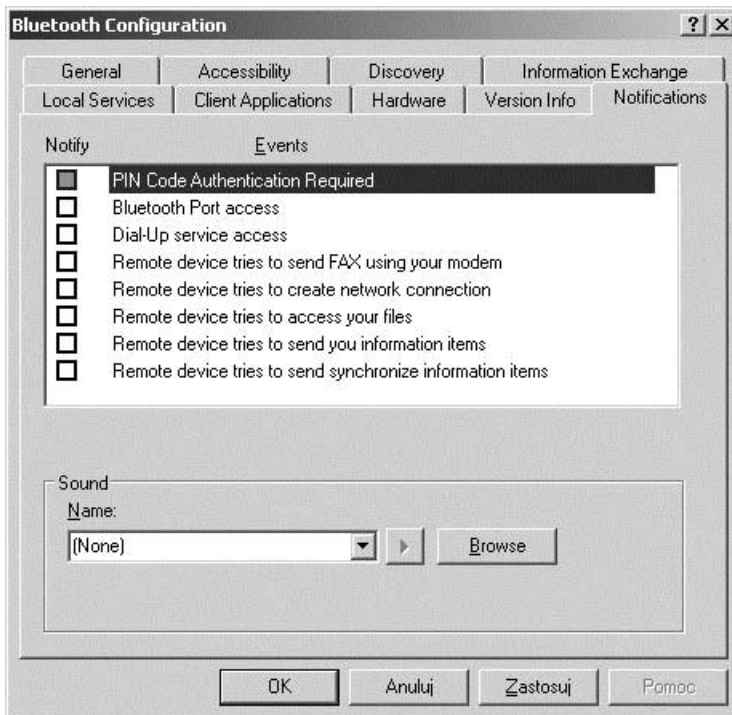 Bluetooth Configuration
General Accessibility Discovery Information Exchange
Local Services Client Applications Hardware Version Info Notifications
Notify Events
PIN Code Authentication Required
Bluetooth Port access
Dial-Up service access
Remote device tries to send FAX using your modem
Remote device tries to create network connection
Remote device tries to access your files
Remote device tries to send you information items
Remote device tries to send synchronize information items
Sound
Name:
(None) Browse
OK Anuluj Zastosuj Pomoc